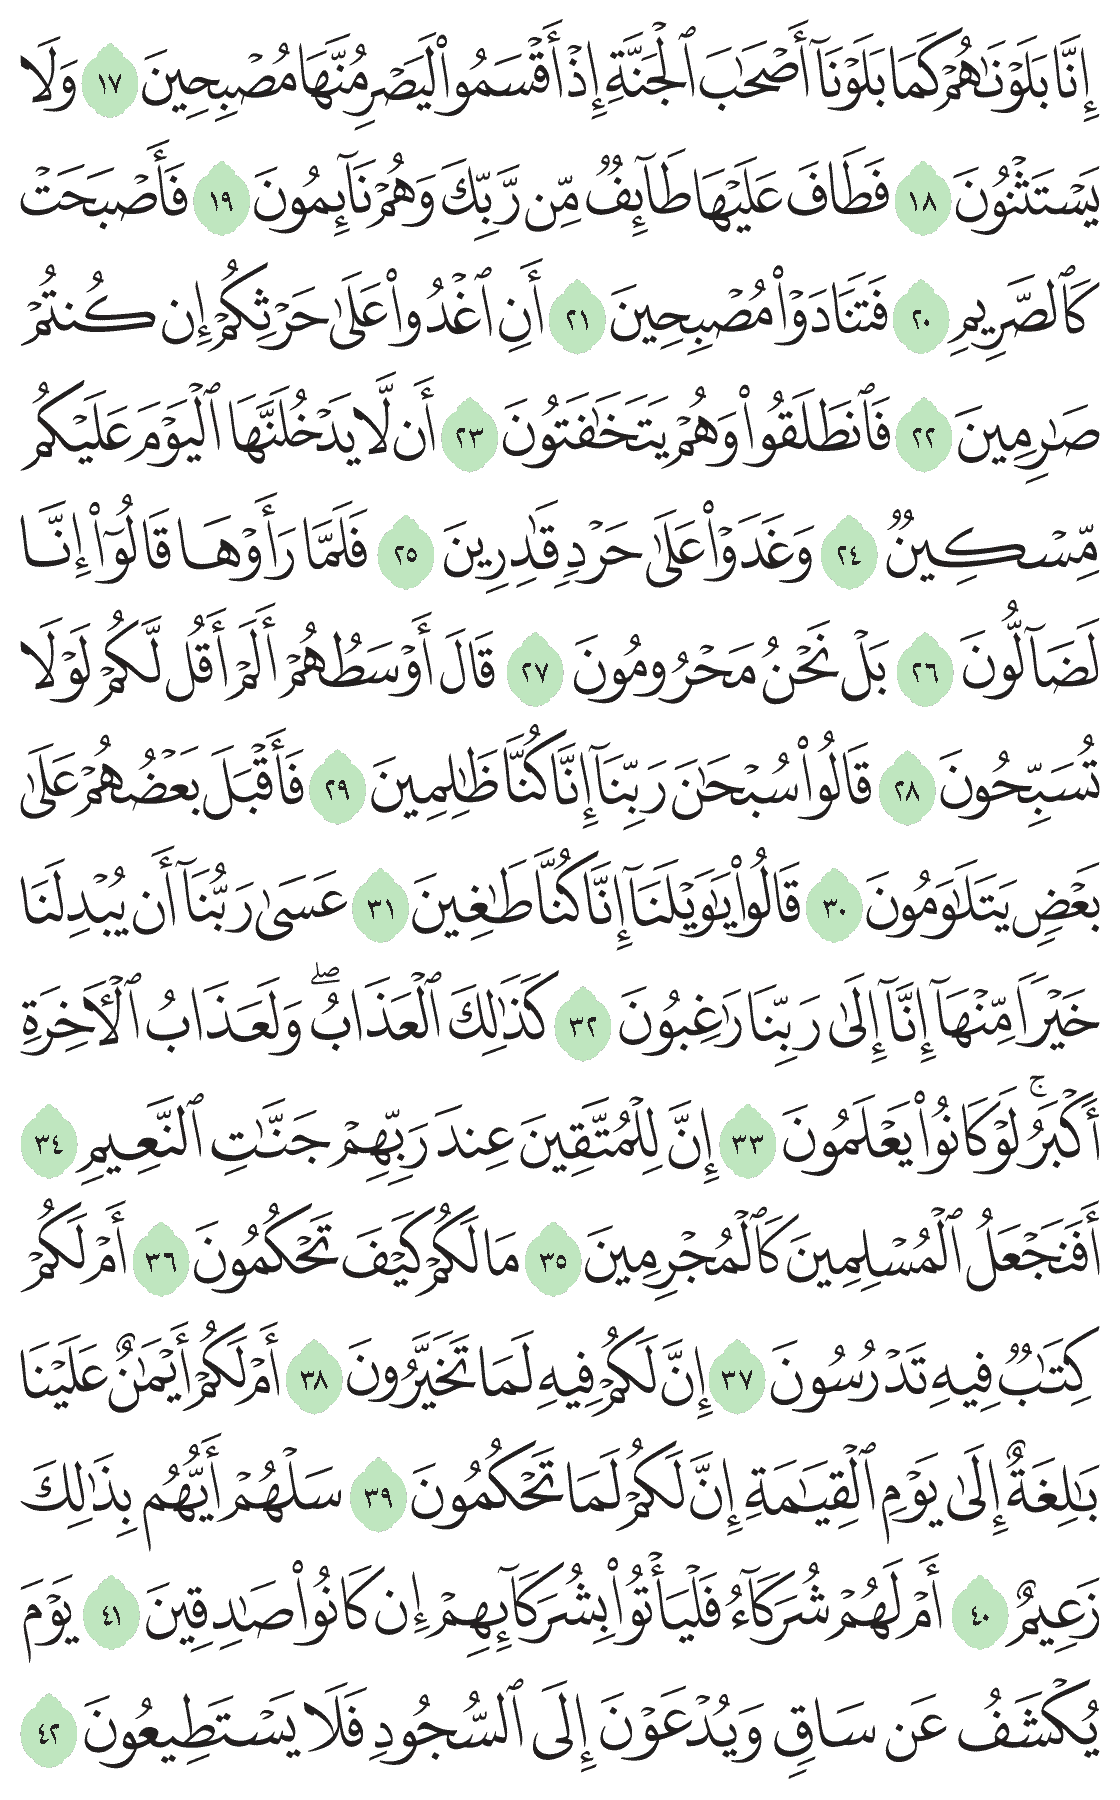 إِنَّا بَلَوْنَٰهُمْ كَمَا بَلَوْنَآ أَصْحَٰبَ ٱلْجَنَّةِ إِذْ أَقْسَمُوا۟ لَيَصْرِمُنَّهَا مُصْبِحِينَ ١٧ وَلَا
يَسْتَثْنُونَ ١٨ فَطَافَ عَلَيْهَا طَآئِفٌ مِّن رَّبِّكَ وَهُمْ نَآئِمُونَ ١٩ فَأَصْبَحَتْ
كَٱلصَّرِيمِ ٢٠ فَتَنَادَوْا۟ مُصْبِحِينَ ٢١ أَنِ ٱغْدُوا۟ عَلَىٰ حَرْثِكُمْ إِن كُنتُمْ
صَٰرِمِينَ ٢٢ فَٱنطَلَقُوا۟ وَهُمْ يَتَخَٰفَتُونَ ٢٣ أَن لَّا يَدْخُلَنَّهَا ٱلْيَوْمَ عَلَيْكُم
مِّسْكِينٌ ٢٤ وَغَدَوْا۟ عَلَىٰ حَرْدٍ قَٰدِرِينَ ٢٥ فَلَمَّا رَأَوْهَا قَالُوٓا۟ إِنَّا
لَضَآلُّونَ ٢٦ بَلْ نَحْنُ مَحْرُومُونَ ٢٧ قَالَ أَوْسَطُهُمْ أَلَمْ أَقُل لَّكُمْ لَوْلَا
تُسَبِّحُونَ ٢٨ قَالُوا۟ سُبْحَٰنَ رَبِّنَآ إِنَّا كُنَّا ظَٰلِمِينَ ٢٩ فَأَقْبَلَ بَعْضُهُمْ عَلَىٰ
بَعْضٍ يَتَلَٰوَمُونَ ٣٠ قَالُوا۟ يَٰوَيْلَنَآ إِنَّا كُنَّا طَٰغِينَ ٣١ عَسَىٰ رَبُّنَآ أَن يُبْدِلَنَا
خَيْرًا مِّنْهَآ إِنَّآ إِلَىٰ رَبِّنَا رَٰغِبُونَ ٣٢ كَذَٰلِكَ ٱلْعَذَابُ ۖ وَلَعَذَابُ ٱلْءَاخِرَةِ
أَكْبَرُ ۚ لَوْ كَانُوا۟ يَعْلَمُونَ ٣٣ إِنَّ لِلْمُتَّقِينَ عِندَ رَبِّهِمْ جَنَّٰتِ ٱلنَّعِيمِ ٣٤
أَفَنَجْعَلُ ٱلْمُسْلِمِينَ كَٱلْمُجْرِمِينَ ٣٥ مَا لَكُمْ كَيْفَ تَحْكُمُونَ ٣٦ أَمْ لَكُمْ
كِتَٰبٌ فِيهِ تَدْرُسُونَ ٣٧ إِنَّ لَكُمْ فِيهِ لَمَا تَخَيَّرُونَ ٣٨ أَمْ لَكُمْ أَيْمَٰنٌ عَلَيْنَا
بَٰلِغَةٌ إِلَىٰ يَوْمِ ٱلْقِيَٰمَةِ إِنَّ لَكُمْ لَمَا تَحْكُمُونَ ٣٩ سَلْهُمْ أَيُّهُم بِذَٰلِكَ
زَعِيمٌ ٤٠ أَمْ لَهُمْ شُرَكَآءُ فَلْيَأْتُوا۟ بِشُرَكَآئِهِمْ إِن كَانُوا۟ صَٰدِقِينَ ٤١ يَوْمَ
يُكْشَفُ عَن سَاقٍ وَيُدْعَوْنَ إِلَى ٱلسُّجُودِ فَلَا يَسْتَطِيعُونَ ٤٢